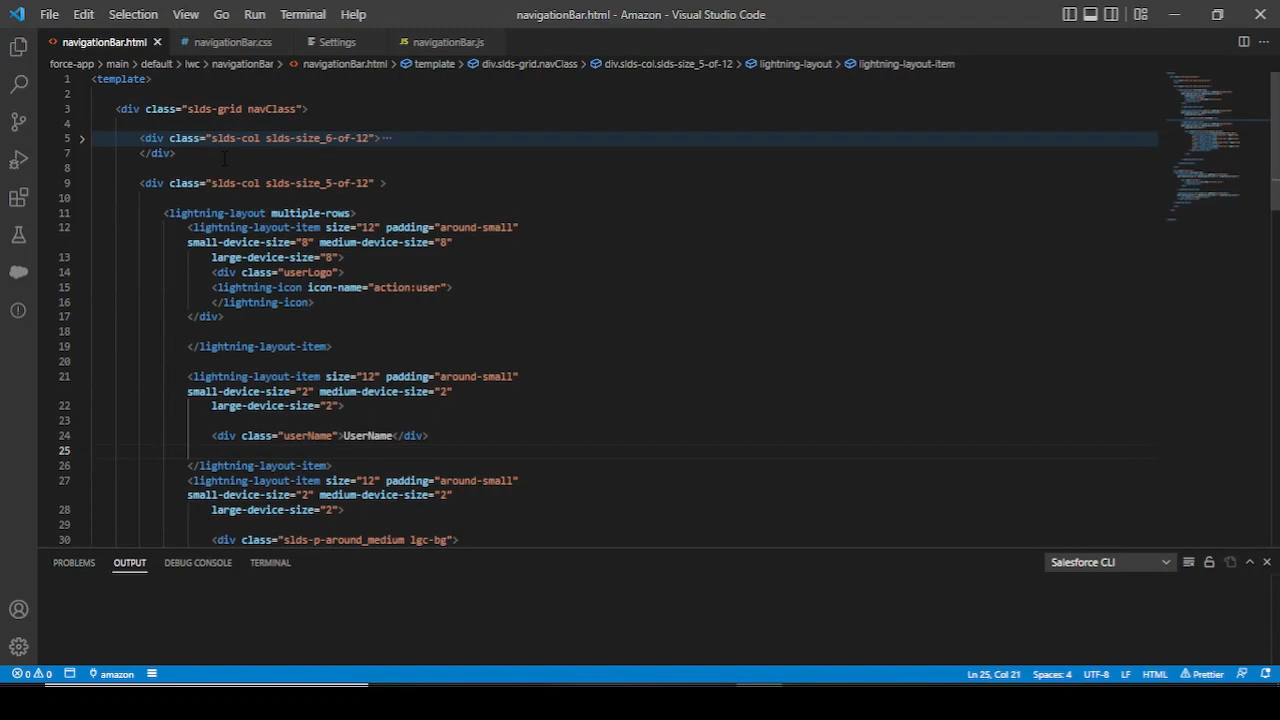 File Edit Selection View Go Run Terminal Help navigationBar.html - Amazon - Visual Studio Code
navigationBar.html navigationBar.css Settings navigationBar.js
force-app > main > default > lwc > navigationBar > navigationBar.html > template > div.slds-grid.navClass > div.slds-col.slds-size_5-of-12 > lightning-layout > lightning-layout-item
1 <template>
2
3 <div class="slds-grid navClass">
4
5 <div class="slds-col slds-size_6-of-12">…
7 </div>
8
9 <div class="slds-col slds-size_5-of-12" >
10
11 <lightning-layout multiple-rows>
12 <lightning-layout-item size="12" padding="around-small"
small-device-size="8" medium-device-size="8"
13 large-device-size="8">
14 <div class="userLogo">
15 <lightning-icon icon-name="action:user">
16 </lightning-icon>
17 </div>
18
19 </lightning-layout-item>
20
21 <lightning-layout-item size="12" padding="around-small"
small-device-size="2" medium-device-size="2"
22 large-device-size="2">
23
24 <div class="userName">UserName</div>
25
26 </lightning-layout-item>
27 <lightning-layout-item size="12" padding="around-small"
small-device-size="2" medium-device-size="2"
28 large-device-size="2">
29
30 <div class="slds-p-around_medium lgc-bg">
PROBLEMS OUTPUT DEBUG CONSOLE TERMINAL Salesforce CLI
0 0 amazon Ln 25, Col 21 Spaces: 4 UTF-8 LF HTML Prettier